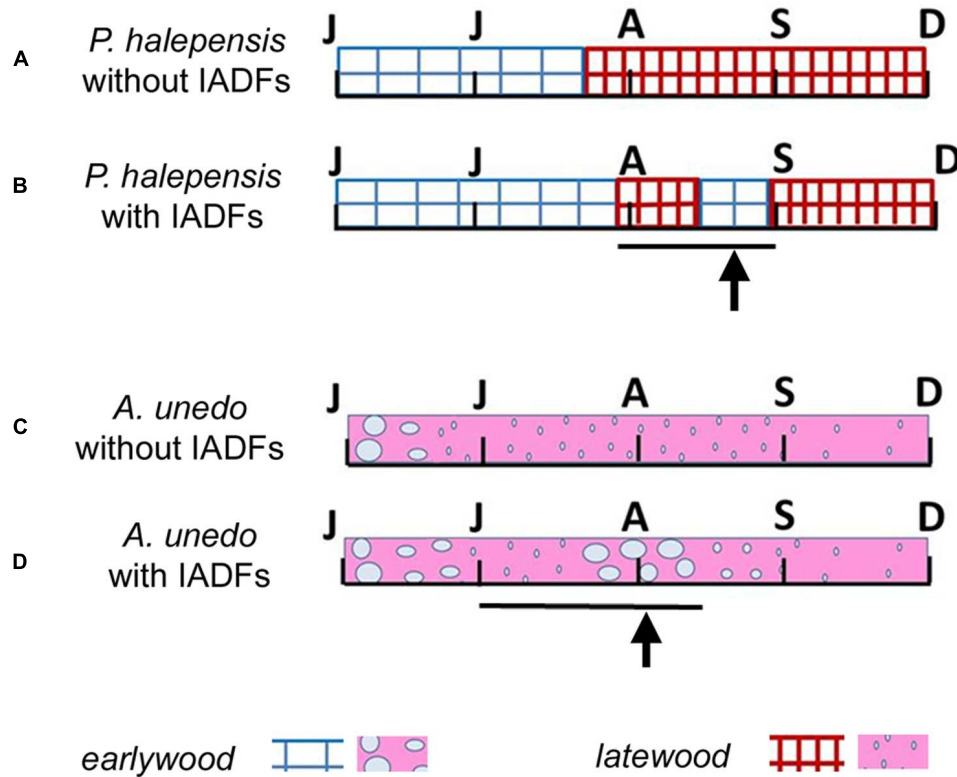 J J A S D
A P. halepensis
without IADFs
J J A S D
B P. halepensis
with IADFs
J J A S D
C A. unedo
without IADFs
J J A S D
D A. unedo
with IADFs
earlywood latewood